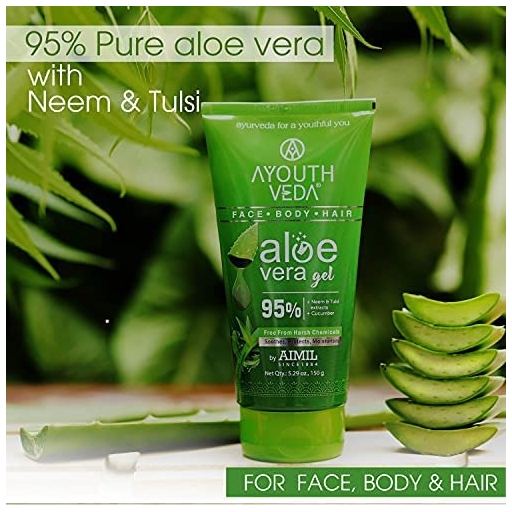 95% Pure aloe vera
with
Neem & Tulsi
ayurveda for a youthful you
AYOUTH
VEDA®
FACE • BODY • HAIR
aloe
vera gel
95%
+ Neem & Tulsi
extracts
+ Cucumber
Free From Harsh Chemicals
Soothes, Protects, Moisturises
by AIMIL
SINCE 1984
Net Qty.: 5.29 oz., 150 g
FOR FACE, BODY & HAIR